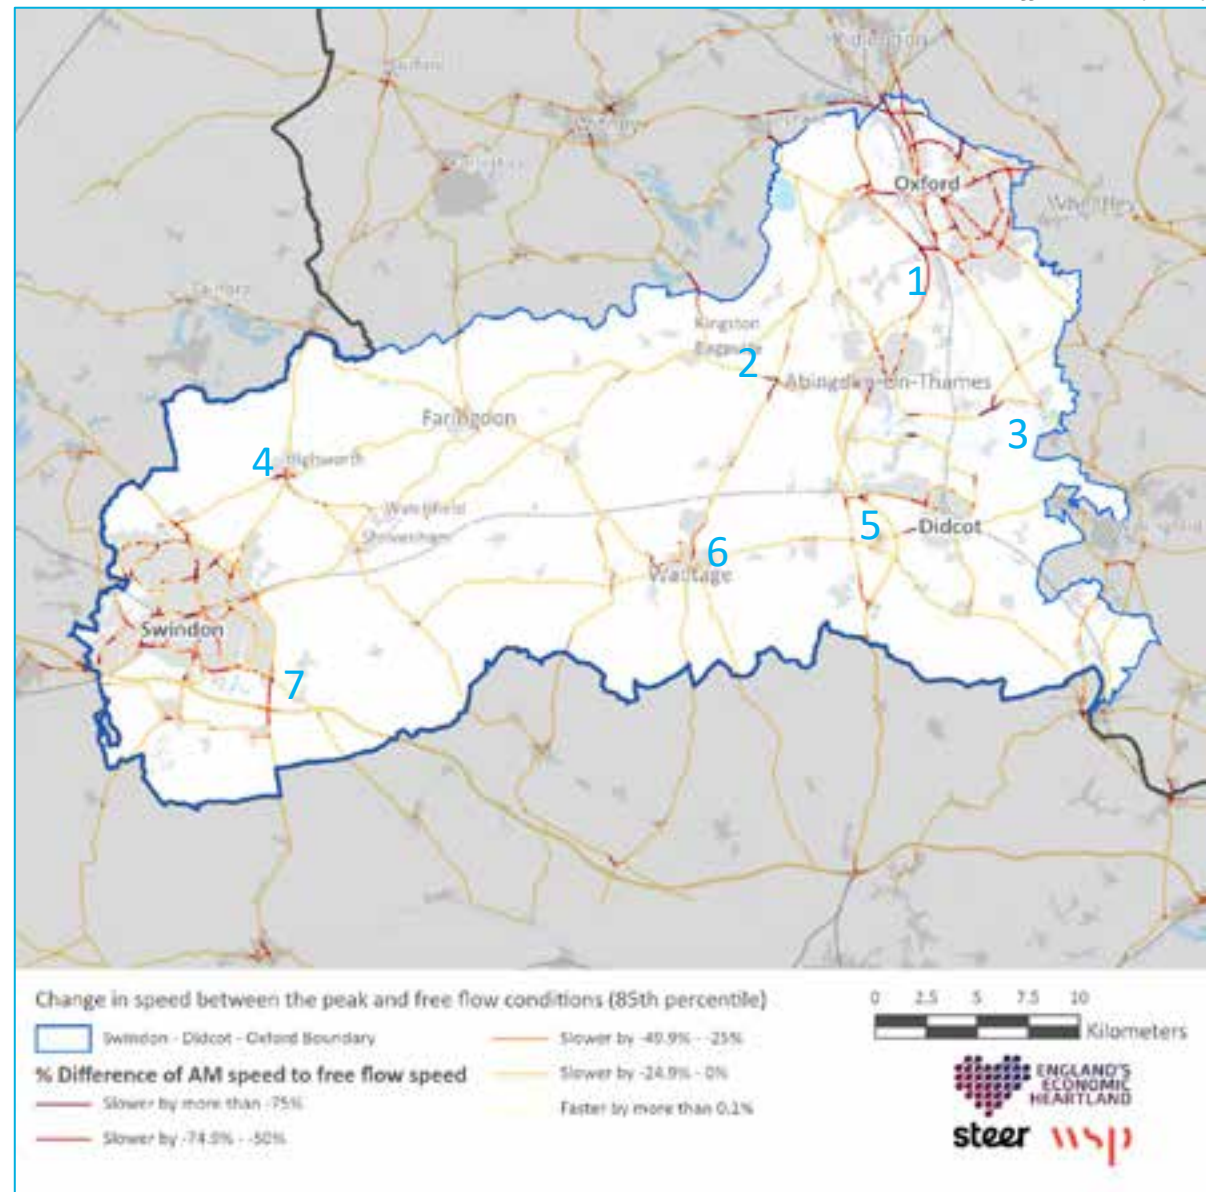 Oxford
1
Kingston
2
Abingdon-on-Thames
Faringdon
3
4
Highworth
Watchfield
Shrivenham
5
Didcot
6
Wantage
Swindon
7
Change in speed between the peak and free flow conditions (85th percentile)
Swindon - Didcot - Oxford Boundary
% Difference of AM speed to free flow speed
Slower by more than -75%
Slower by -74.9% - -50%
Slower by -49.9% - -25%
Slower by -24.9% - 0%
Faster by more than 0.1%
0 2.5 5 7.5 10
Kilometers
ENGLAND'S
ECONOMIC
HEARTLAND
steer wsp